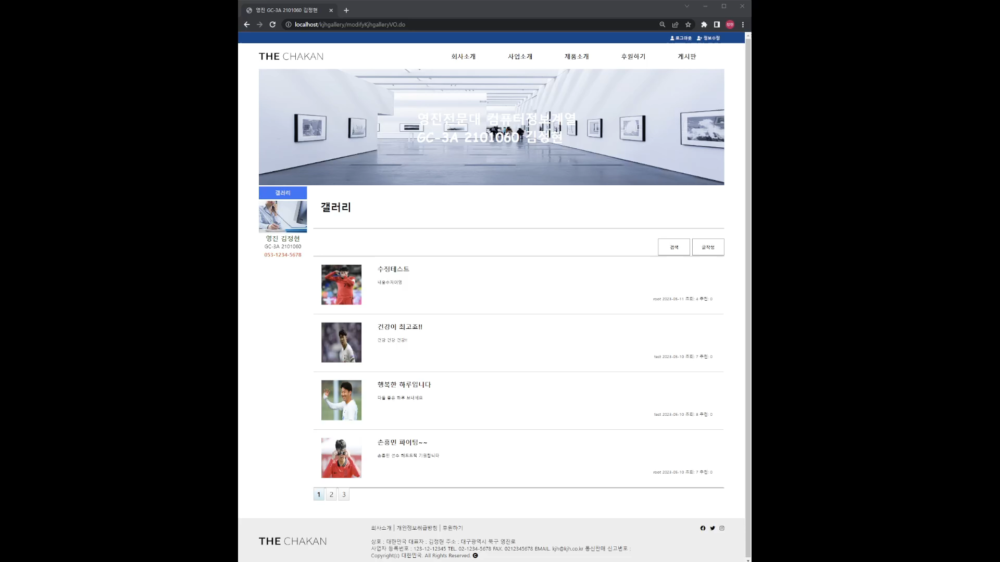 영진 GC-3A 2101060 김정현
localhost/kjhgallery/modifyKjhgalleryVO.do
정현
로그아웃 정보수정
THE CHAKAN
회사소개 사업소개 제품소개 후원하기 게시판
영진전문대 컴퓨터정보계열
GC-3A 2101060 김정현
갤러리
갤러리
영진 김정현
GC-3A 2101060
053-1234-5678
검색 글작성
수정테스트
root 2023-05-11 조회: 4 추천: 0
건강이 최고죠!!
건강 건강 건강!!
test 2023-05-10 조회: 7 추천: 0
행복한 하루입니다
다들 좋은 하루 보내세요
test 2023-05-10 조회: 8 추천: 0
손흥민 파이팅~~
손흥민 선수 헤트트릭 기원합니다
root 2023-05-10 조회: 7 추천: 0
1 2 3
THE CHAKAN
회사소개 | 개인정보취급방침 | 후원하기
상호 : 대한민국 대표자 : 김정현 주소 : 대구광역시 북구 영진로
사업자 등록번호 : 123-12-12345 TEL. 02-1234-5678 FAX. 0212345678 EMAIL. kjh@kjh.co.kr 통신판매 신고번호 :
Copyright(c) 대한민국. All Rights Reserved.